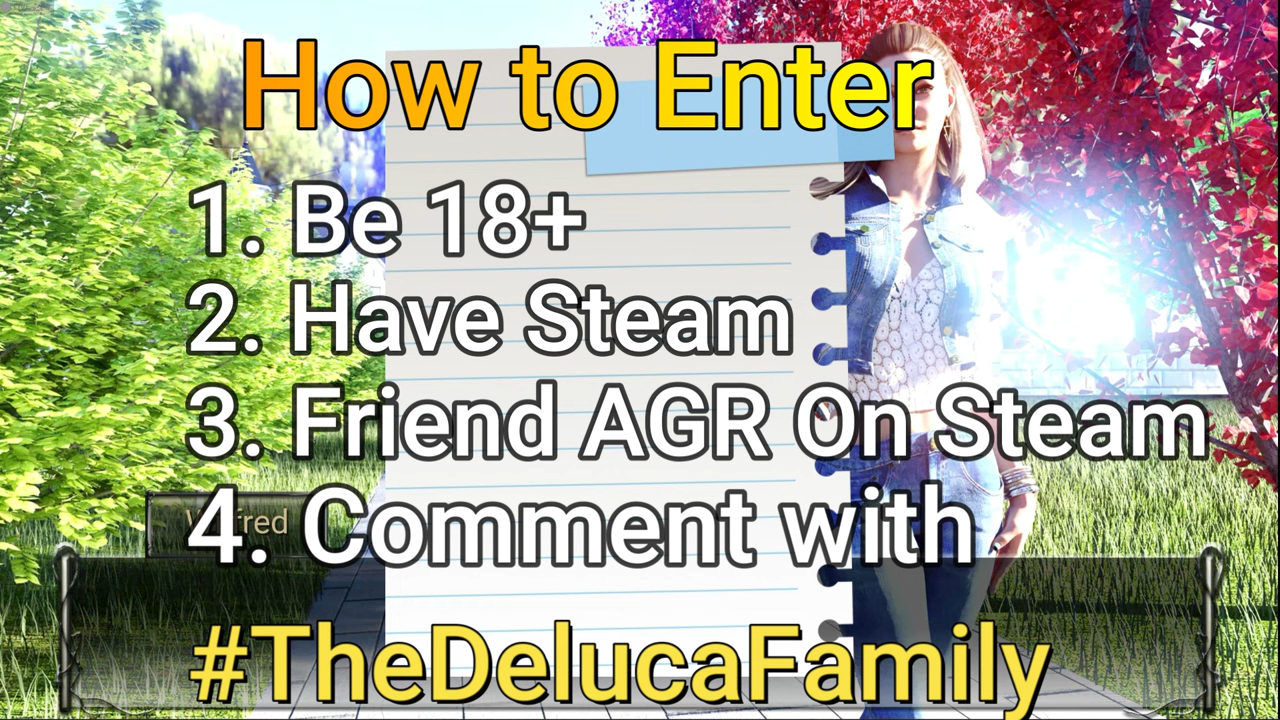 How to Enter
1. Be 18+
2. Have Steam
3. Friend AGR On Steam
4. Comment with
#TheDelucaFamily